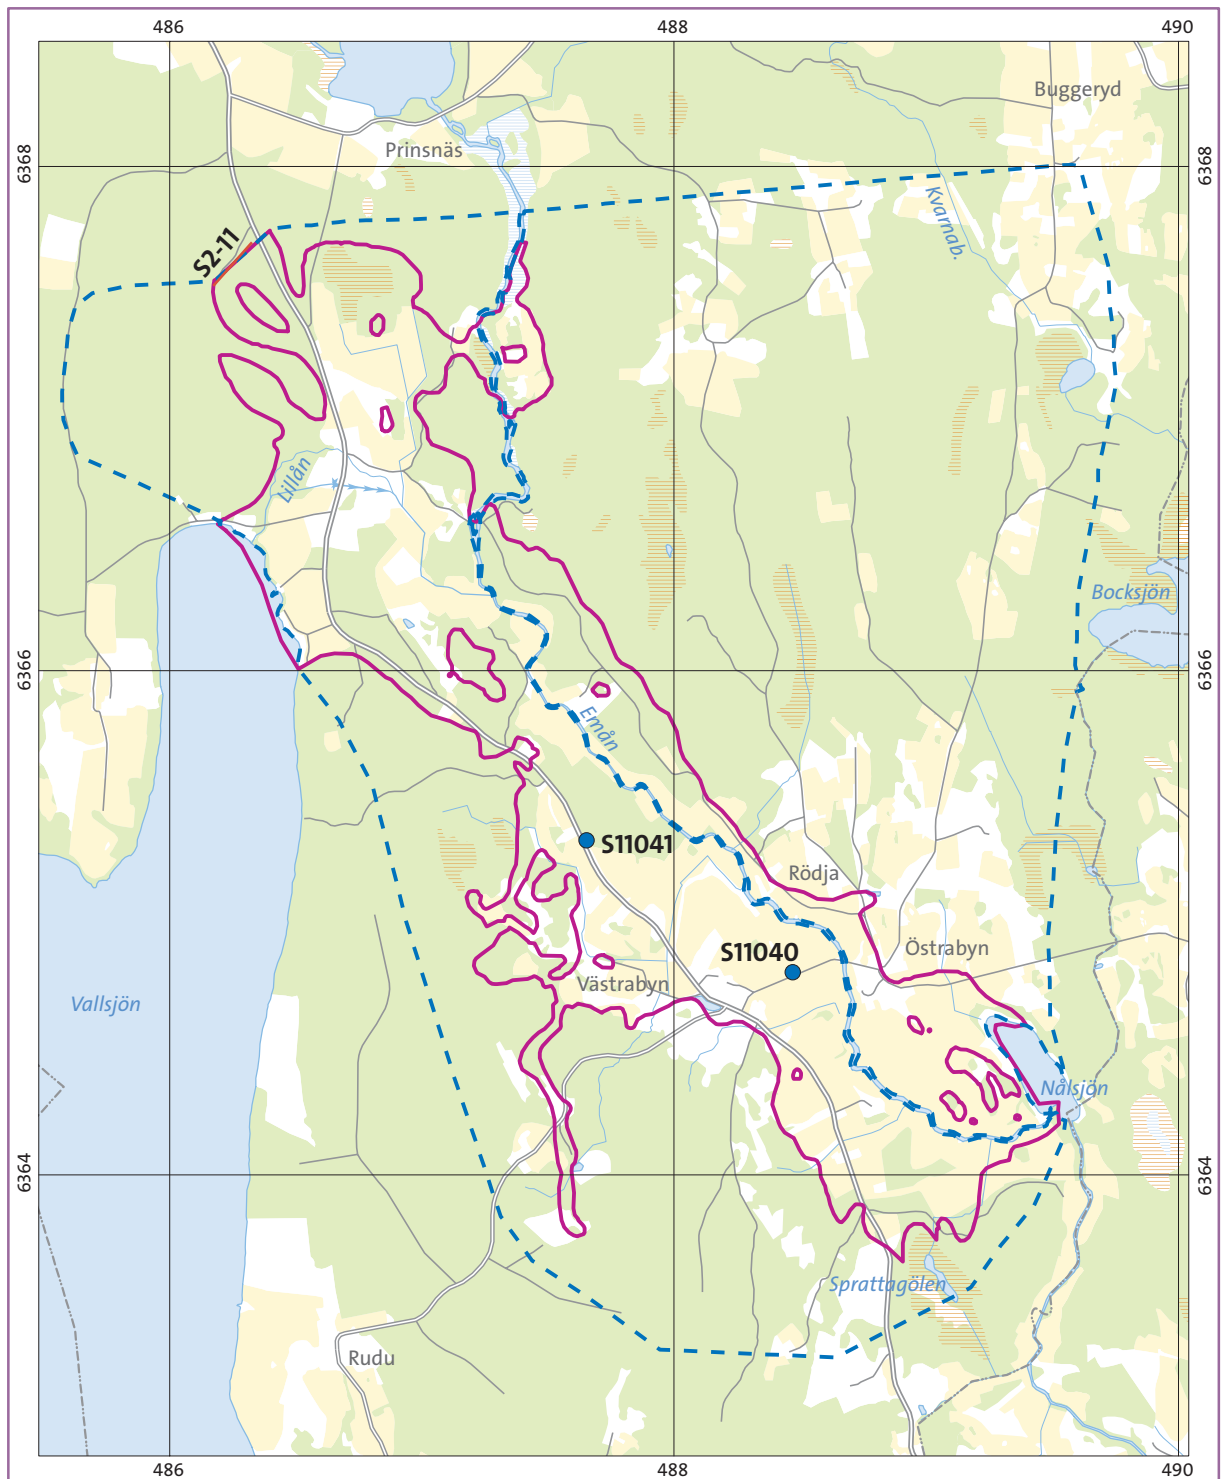 486
488
490
Buggeryd
Prinsnäs
6368
6368
Kvarnab.
S2-11
Lillån
Bocksjön
6366
6366
Emån
S11041
Rödja
S11040
Östrabyn
Västrabyn
Vallsjön
Nålsjön
6364
6364
Sprattagölen
Rudu
486
488
490